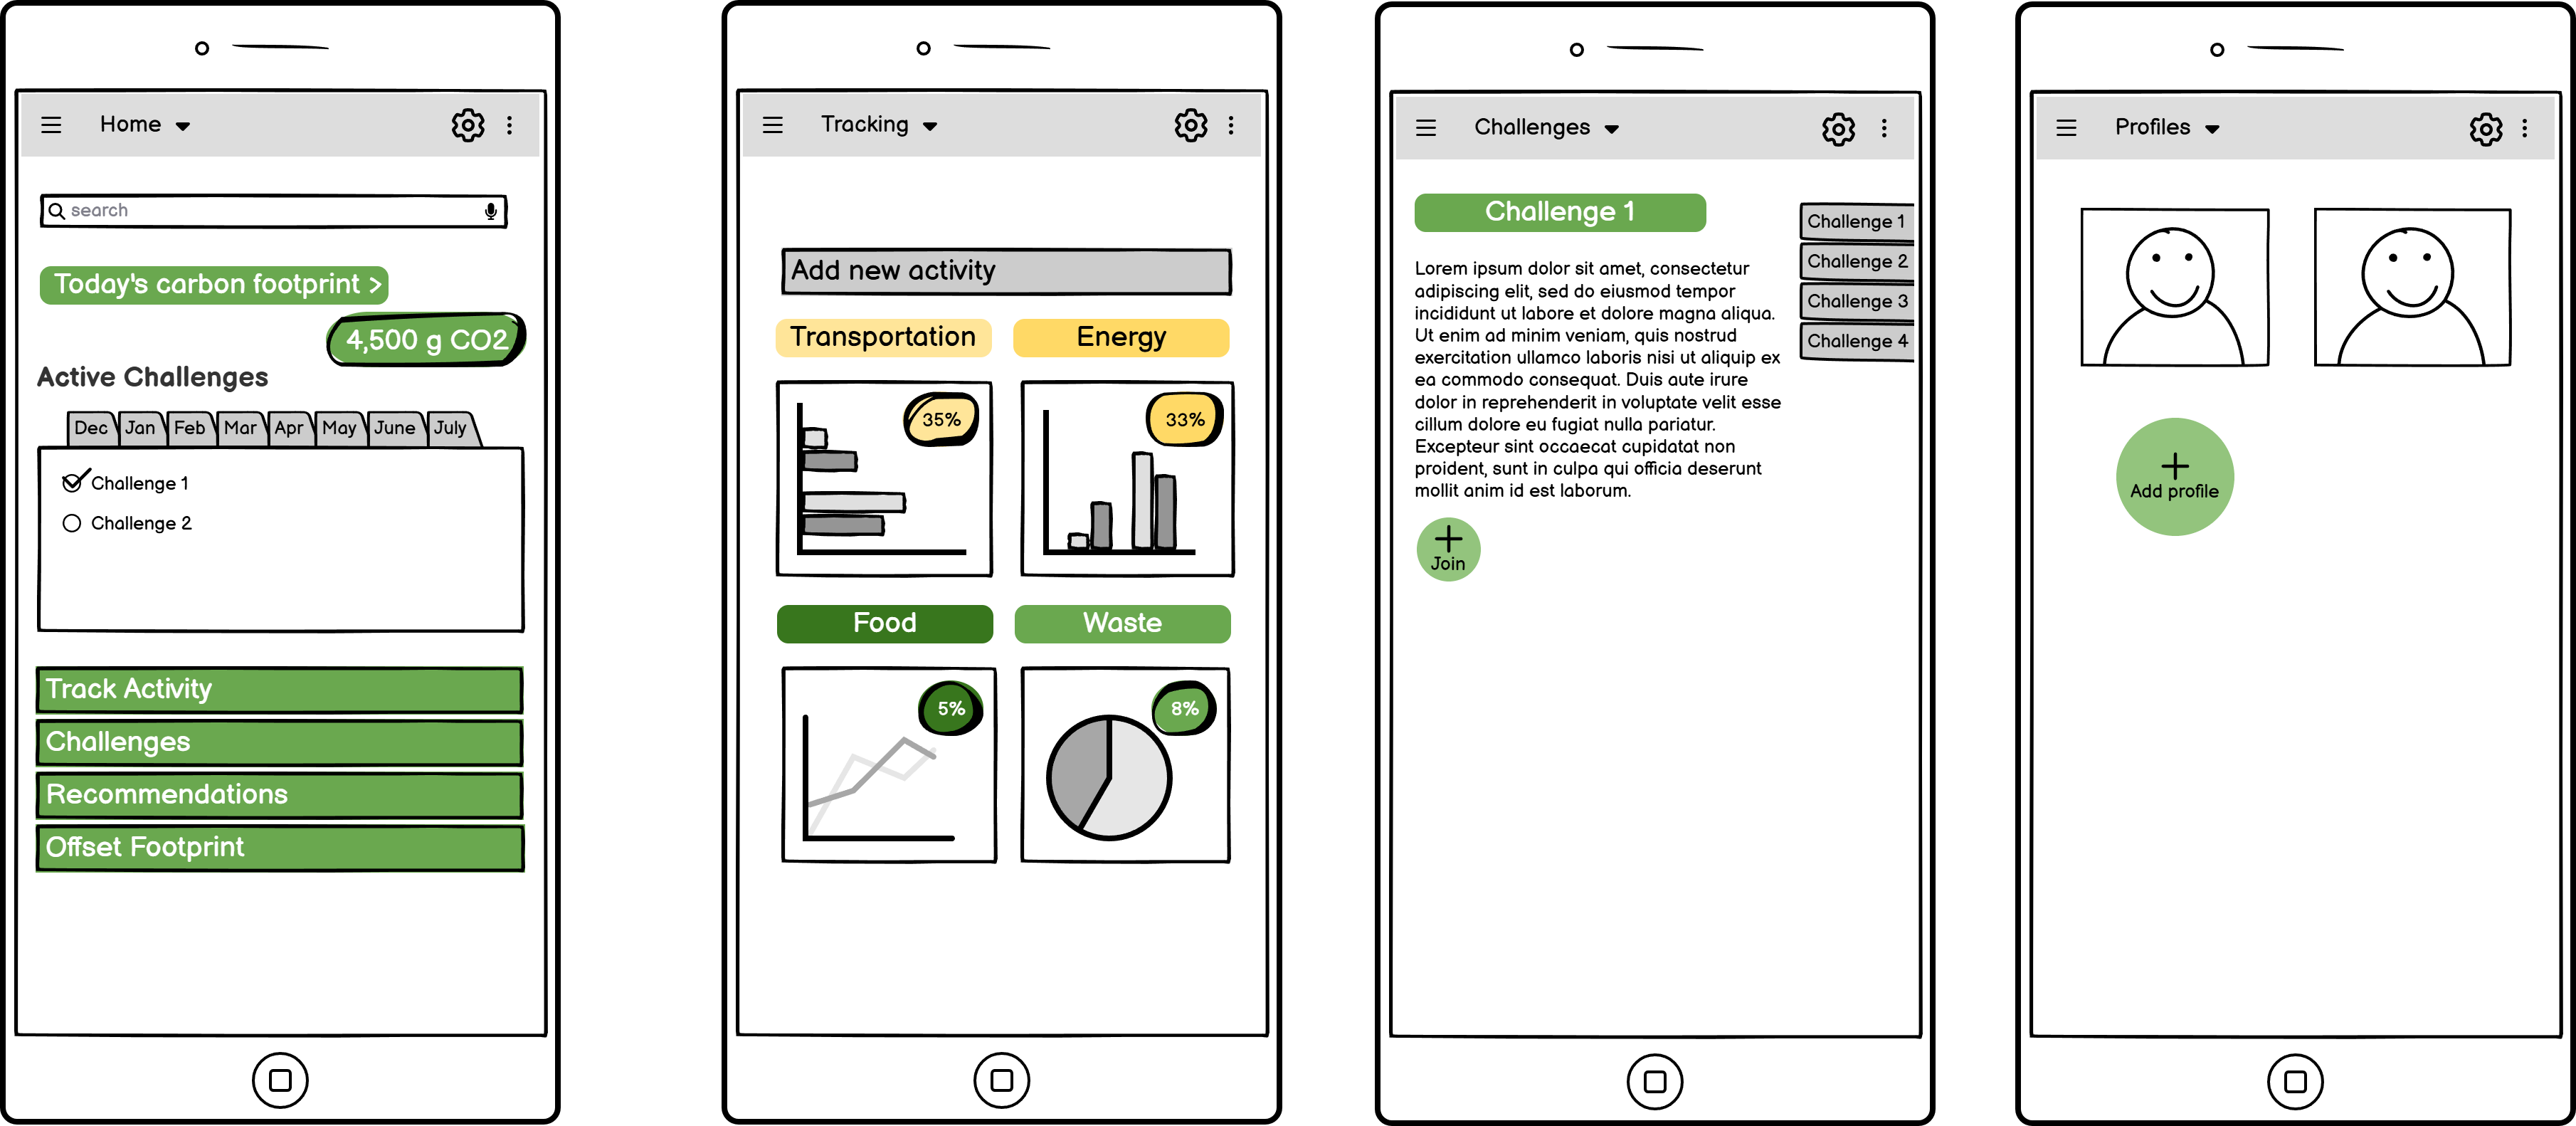 Home
search
Today's carbon footprint >
4,500 g CO2
Active Challenges
Dec Jan Feb Mar Apr May June July
Challenge 1
Challenge 2
Track Activity
Challenges
Recommendations
Offset Footprint
Tracking
Add new activity
Transportation Energy
35% 33%
Food Waste
5% 8%
Challenges
Challenge 1
Lorem ipsum dolor sit amet, consectetur
adipiscing elit, sed do eiusmod tempor
incididunt ut labore et dolore magna aliqua.
Ut enim ad minim veniam, quis nostrud
exercitation ullamco laboris nisi ut aliquip ex
ea commodo consequat. Duis aute irure
dolor in reprehenderit in voluptate velit esse
cillum dolore eu fugiat nulla pariatur.
Excepteur sint occaecat cupidatat non
proident, sunt in culpa qui officia deserunt
mollit anim id est laborum.
Join
Challenge 1
Challenge 2
Challenge 3
Challenge 4
Profiles
Add profile